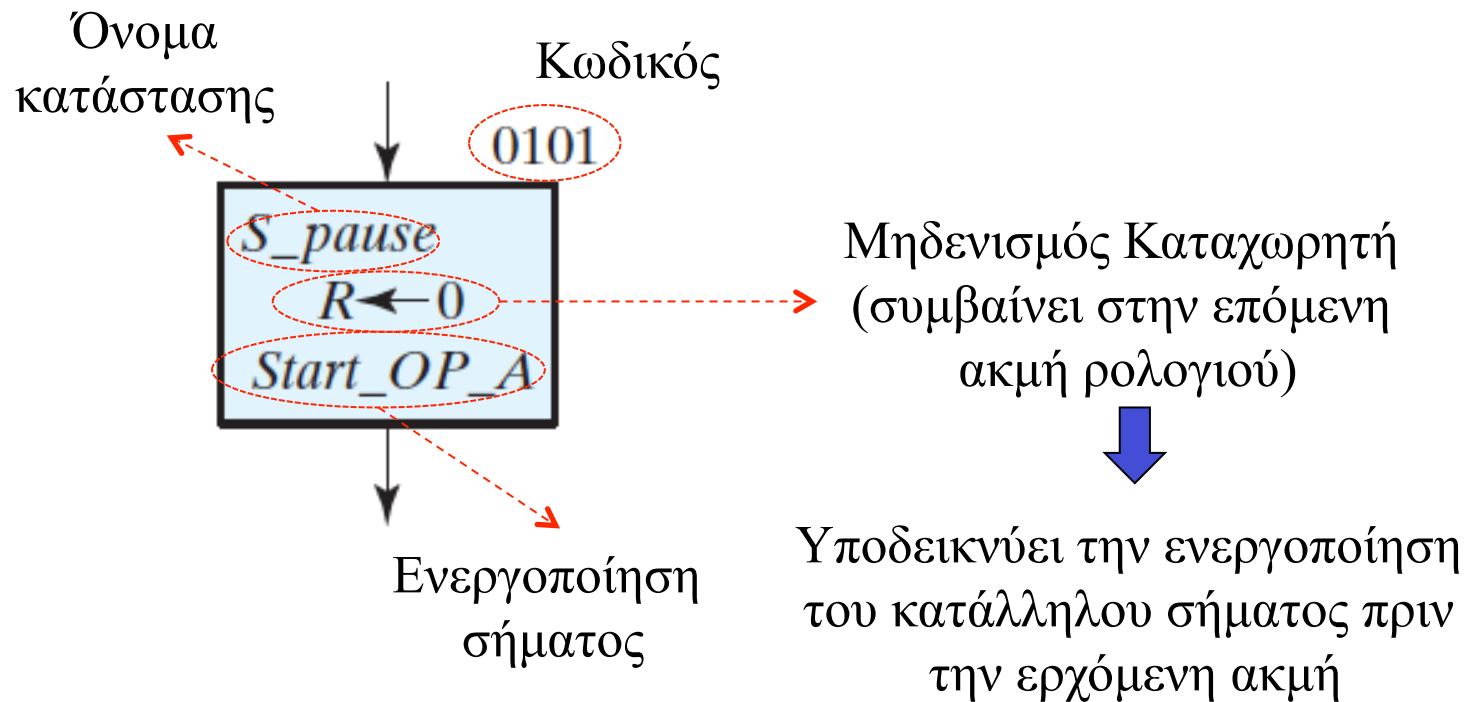 Όνομα
κατάστασης
Κωδικός
0101
S_pause
R←0
Start_OP_A
Μηδενισμός Καταχωρητή
(συμβαίνει στην επόμενη
ακμή ρολογιού)
Ενεργοποίηση
σήματος
Υποδεικνύει την ενεργοποίηση
του κατάλληλου σήματος πριν
την ερχόμενη ακμή